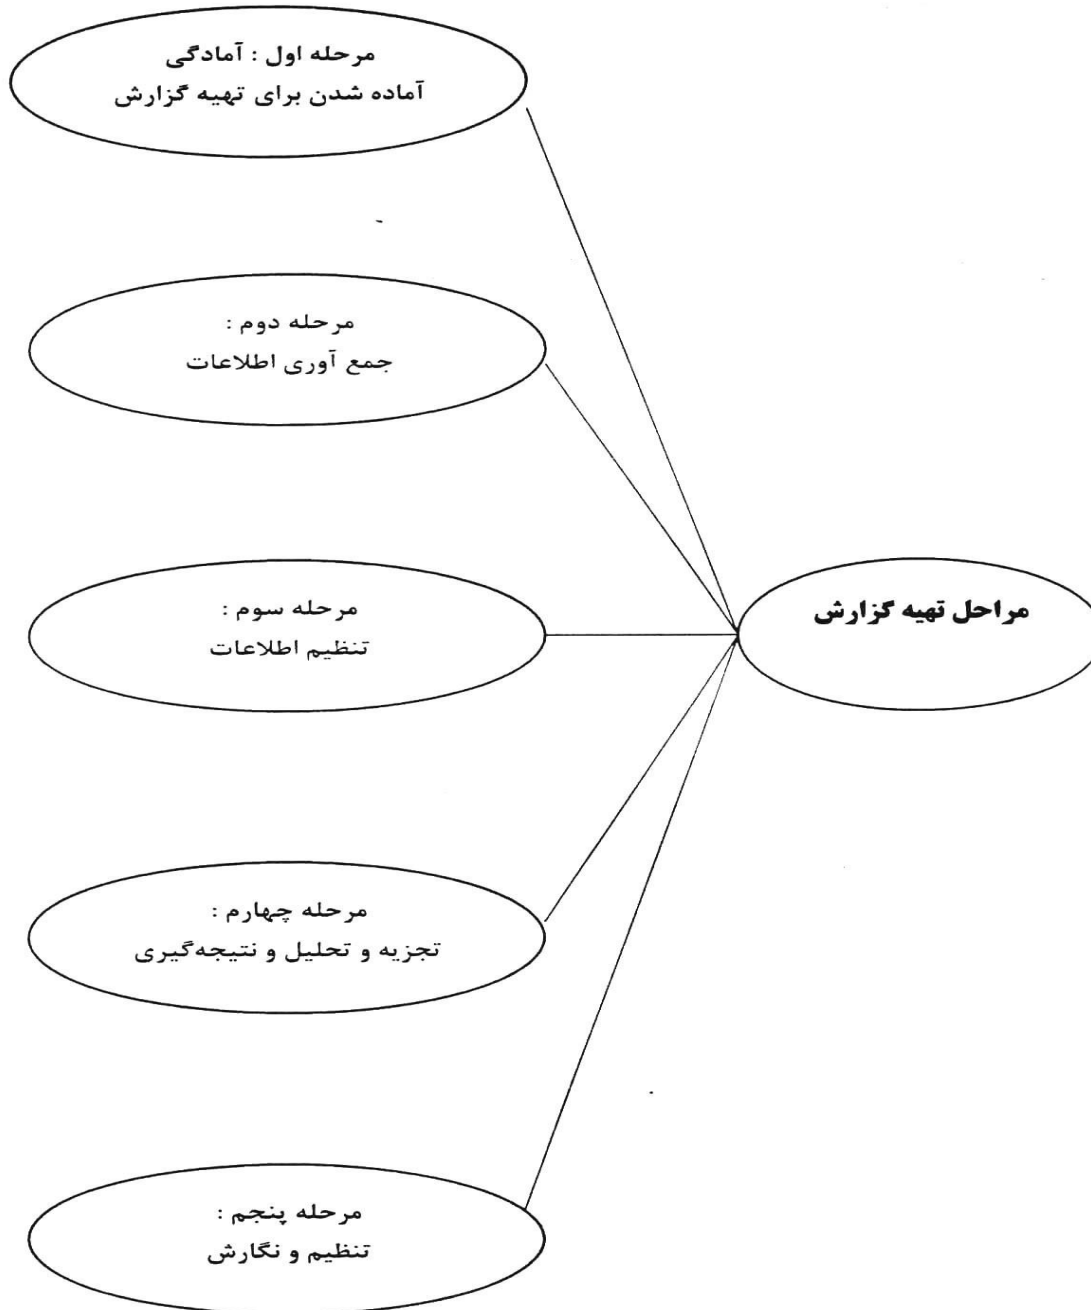 مراحل تهیه گزارش
مرحله اول : آمادگی
آماده شدن برای تهیه گزارش
مرحله دوم :
جمع آوری اطلاعات
مرحله سوم :
تنظیم اطلاعات
مرحله چهارم :
تجزیه و تحلیل و نتیجه‌گیری
مرحله پنجم :
تنظیم و نگارش